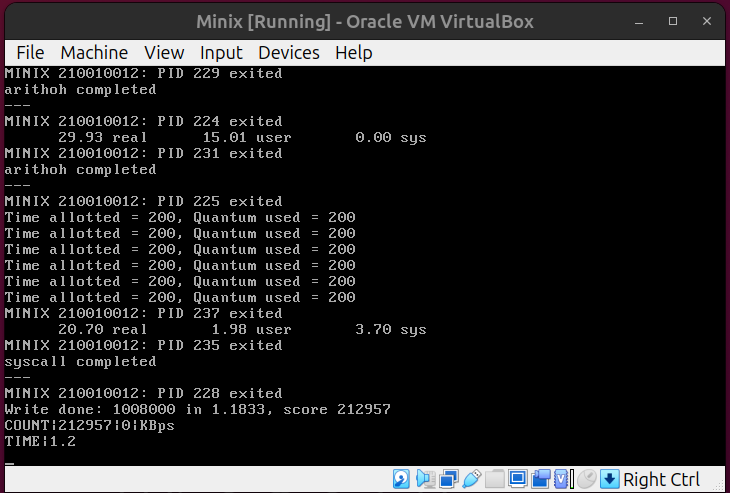 Minix [Running] - Oracle VM VirtualBox
File Machine View Input Devices Help
MINIX 210010012: PID 229 exited
arithoh completed
---
MINIX 210010012: PID 224 exited
29.93 real 15.01 user 0.00 sys
MINIX 210010012: PID 231 exited
arithoh completed
---
MINIX 210010012: PID 225 exited
Time allotted = 200, Quantum used = 200
Time allotted = 200, Quantum used = 200
Time allotted = 200, Quantum used = 200
Time allotted = 200, Quantum used = 200
Time allotted = 200, Quantum used = 200
Time allotted = 200, Quantum used = 200
MINIX 210010012: PID 237 exited
20.70 real 1.98 user 3.70 sys
MINIX 210010012: PID 235 exited
syscall completed
---
MINIX 210010012: PID 228 exited
Write done: 1008000 in 1.1833, score 212957
COUNT|212957|0|KBps
TIME|1.2
_
Right Ctrl